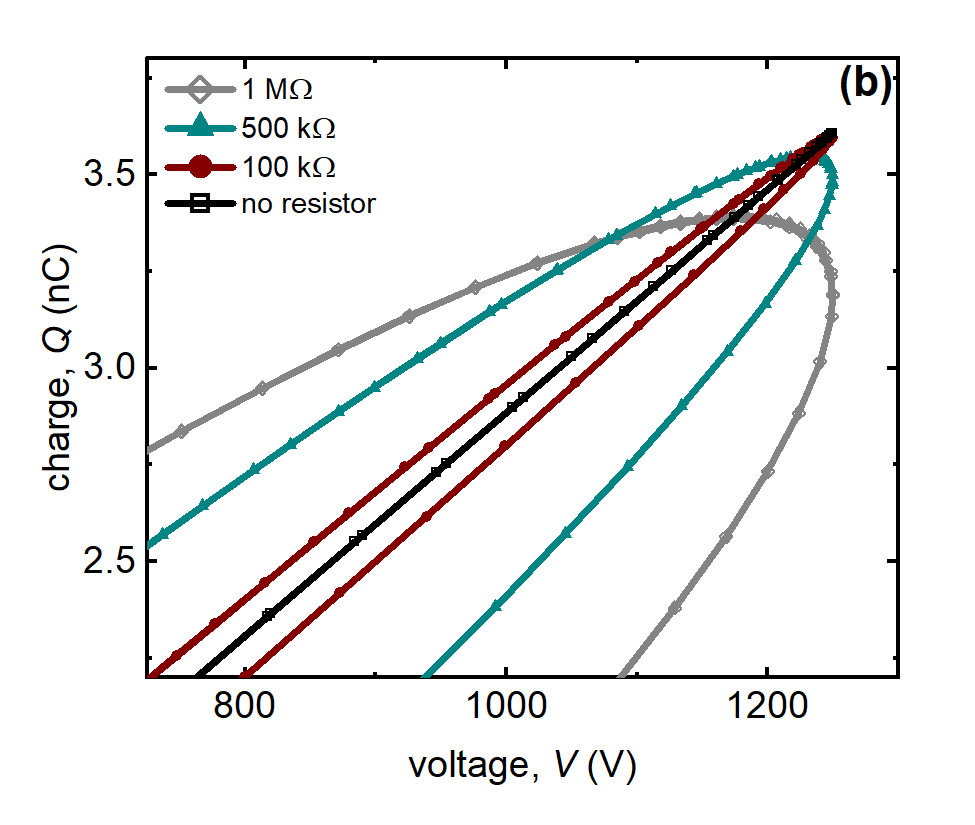 (b)
1 MΩ
500 kΩ
100 kΩ
no resistor
3.5
3.0
2.5
charge, Q (nC)
800 1000 1200
voltage, V (V)